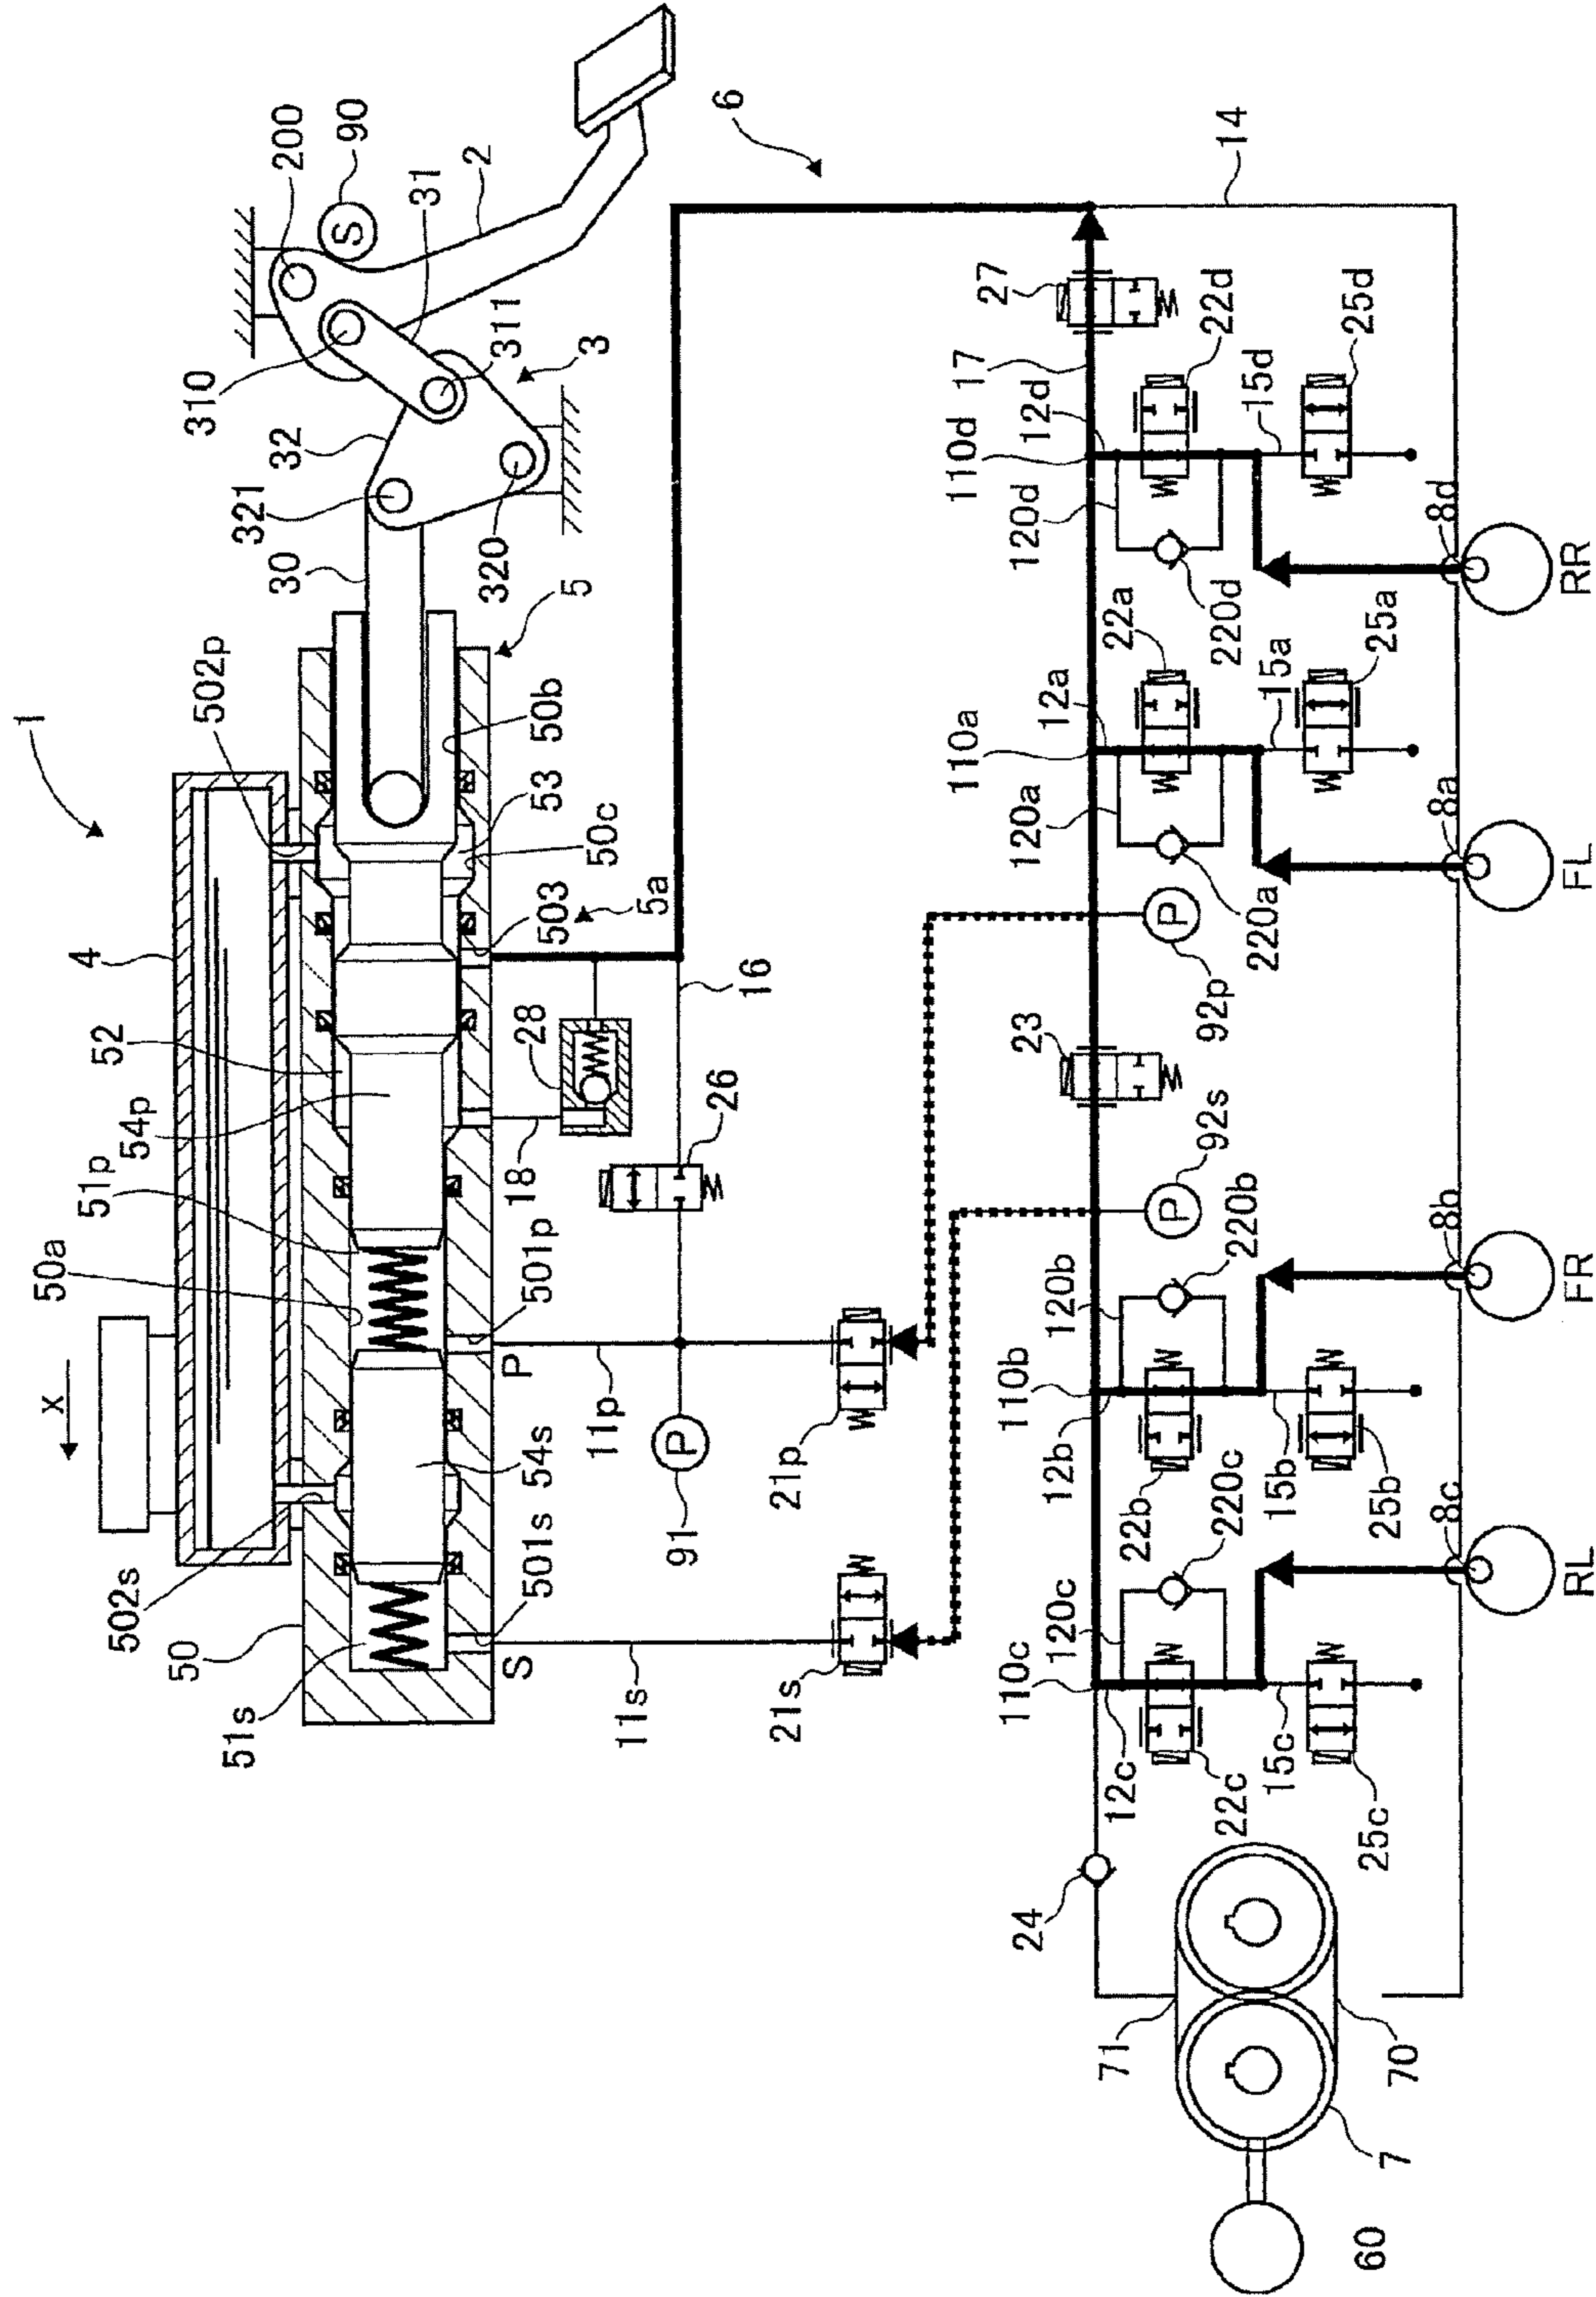 1
X
4
2
3
5
6
90
200
31
310
311
32
321
320
30
502p
50b
53
50c
503
5a
52
54p
51p
50a
501p
P
28
18
26
16
502s
50
51s
54s
501s
S
11p
91
P
11s
21p
21s
S
14
27
17
12d
110d
120d
22d
220d
15d
25d
8d
RR
110a
12a
120a
22a
220a
15a
25a
8a
FL
P
92p
23
P
92s
110b
12b
120b
220b
22b
15b
25b
8b
FR
110c
12c
120c
220c
22c
15c
25c
8c
RL
24
71
70
7
60